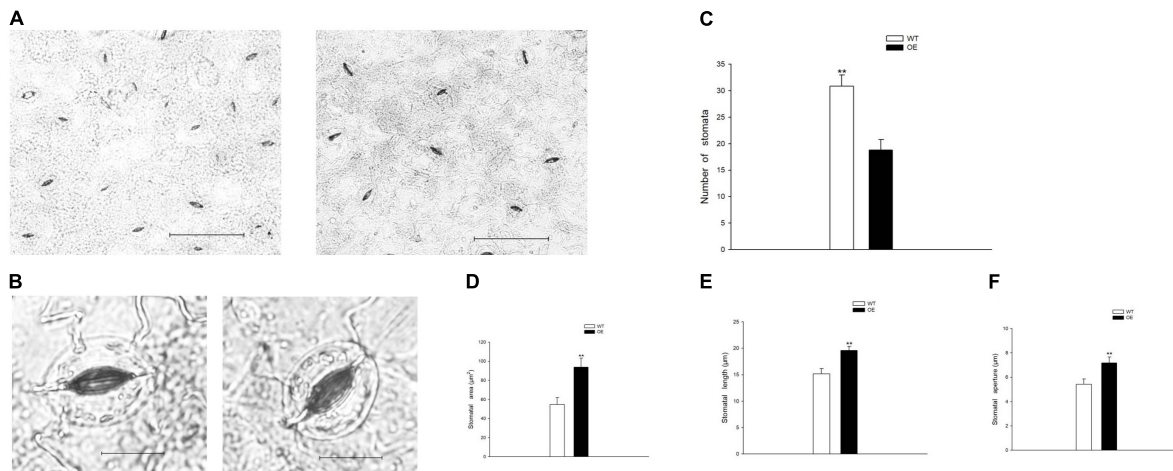 A
C
WT
OE
Number of stomata
35
30
25
20
15
10
5
0
**
B
D
WT
OE
Stomatal area (μm²)
120
100
80
60
40
20
0
**
E
WT
OE
Stomatal length (μm)
25
20
15
10
5
0
**
F
WT
OE
Stomatal aperture (μm)
10
8
6
4
2
0
**